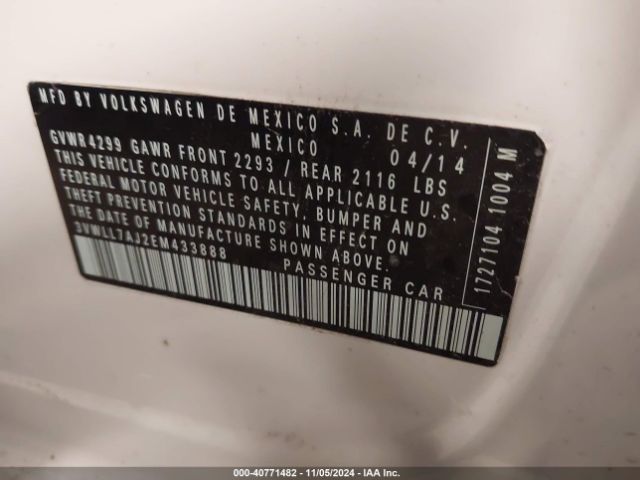 MFD BY VOLKSWAGEN DE MEXICO S.A. DE C.V.
MEXICO 04/14
GVWR4299 GAWR FRONT 2293 / REAR 2116 LBS
THIS VEHICLE CONFORMS TO ALL APPLICABLE U.S.
FEDERAL MOTOR VEHICLE SAFETY, BUMPER AND
THEFT PREVENTION STANDARDS IN EFFECT ON
THE DATE OF MANUFACTURE SHOWN ABOVE.
3VWLL7AJ2EM433888
PASSENGER CAR
1727104 1004 M
000-40771482 - 11/05/2024 - IAA Inc.